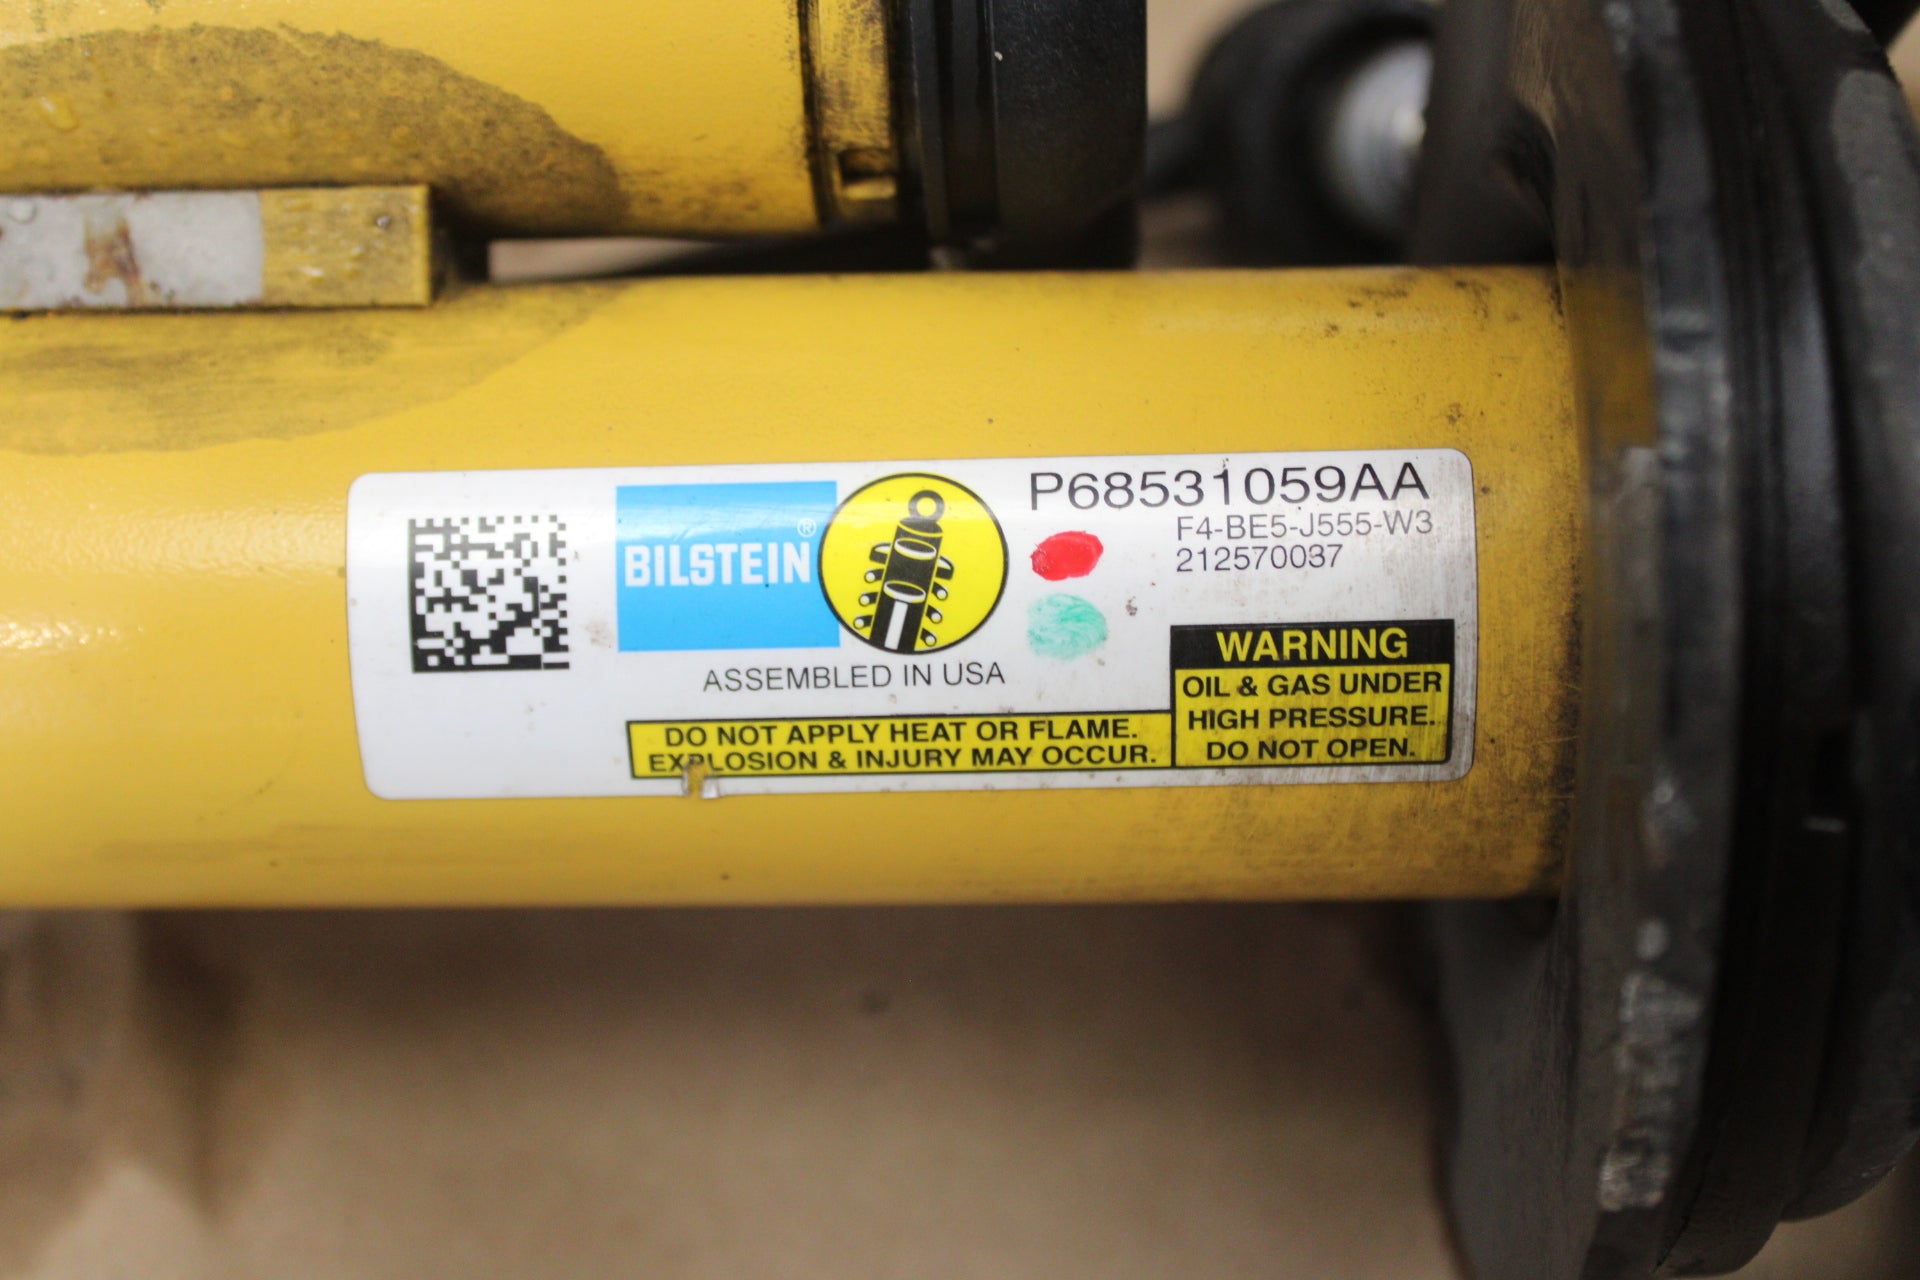 BILSTEIN®
ASSEMBLED IN USA
P68531059AA
F4-BE5-J555-W3
212570037
WARNING
OIL & GAS UNDER
HIGH PRESSURE.
DO NOT OPEN.
DO NOT APPLY HEAT OR FLAME.
EXPLOSION & INJURY MAY OCCUR.